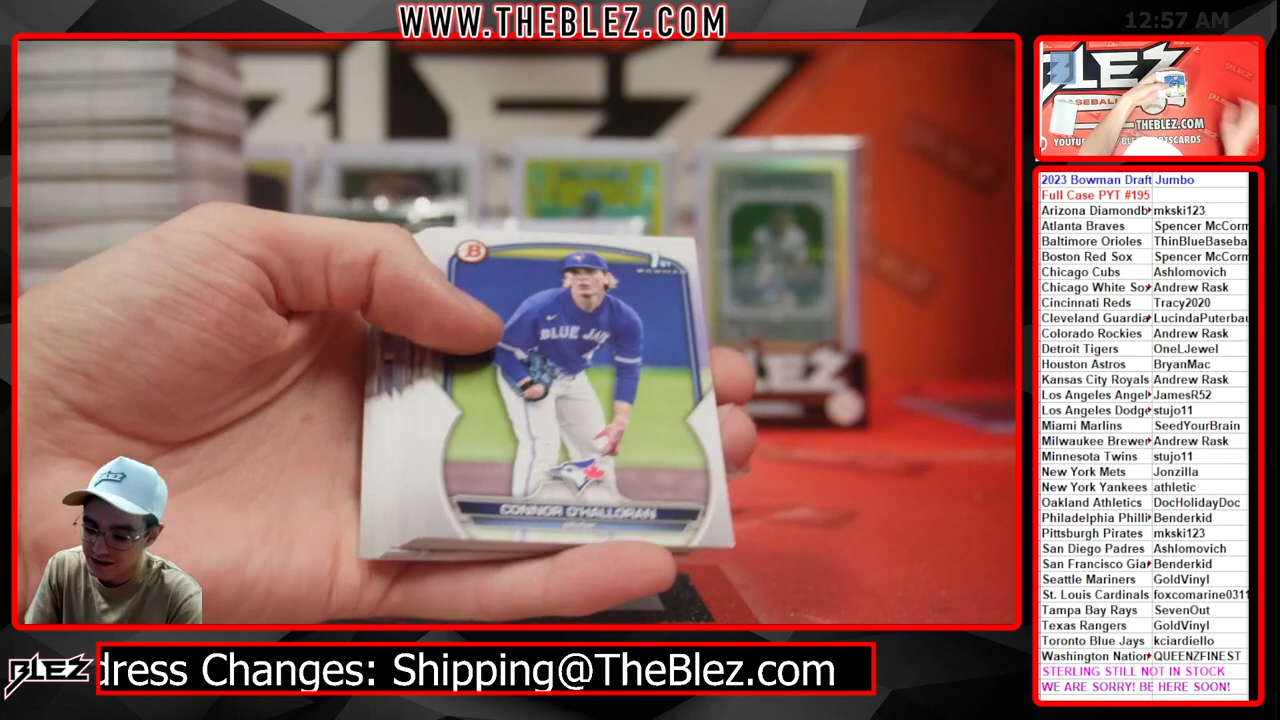 WWW.THEBLEZ.COM
12:57 AM
BLEZ
BASEBALL
THEBLEZ.COM
B
1ST
BOWMAN
BLUE JAYS
CONNOR O'HALLORAN
2023 Bowman Draft Jumbo
Full Case PYT #195
Arizona Diamondb mkski123
Atlanta Braves Spencer McCorm
Baltimore Orioles ThinBlueBaseba
Boston Red Sox Spencer McCorm
Chicago Cubs Ashlomovich
Chicago White Sox Andrew Rask
Cincinnati Reds Tracy2020
Cleveland Guardia LucindaPuterbau
Colorado Rockies Andrew Rask
Detroit Tigers OneLJewel
Houston Astros BryanMac
Kansas City Royals Andrew Rask
Los Angeles Angel JamesR52
Los Angeles Dodge stujo11
Miami Marlins SeedYourBrain
Milwaukee Brewer Andrew Rask
Minnesota Twins stujo11
New York Mets Jonzilla
New York Yankees athletic
Oakland Athletics DocHolidayDoc
Philadelphia Philli Benderkid
Pittsburgh Pirates mkski123
San Diego Padres Ashlomovich
San Francisco Gia Benderkid
Seattle Mariners GoldVinyl
St. Louis Cardinals foxcomarine0311
Tampa Bay Rays SevenOut
Texas Rangers GoldVinyl
Toronto Blue Jays kciardiello
Washington Nation QUEENZFINEST
STERLING STILL NOT IN STOCK
WE ARE SORRY! BE HERE SOON!
BLEZ
dress Changes: Shipping@TheBlez.com